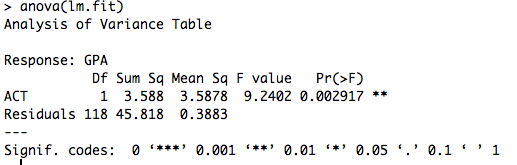 > anova(lm.fit)
Analysis of Variance Table

Response: GPA
           Df Sum Sq Mean Sq F value   Pr(>F)
ACT         1  3.588  3.5878  9.2402 0.002917 **
Residuals 118 45.818  0.3883
---
Signif. codes:  0 ‘***’ 0.001 ‘**’ 0.01 ‘*’ 0.05 ‘.’ 0.1 ‘ ’ 1